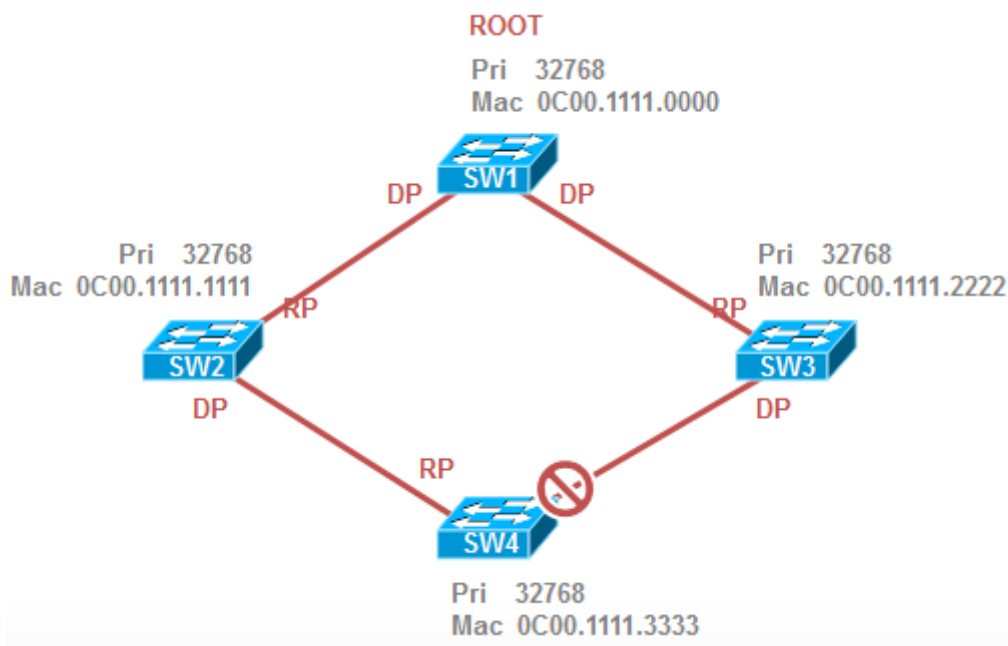 ROOT
Pri 32768
Mac 0C00.1111.0000
SW1
DP DP
Pri 32768
Mac 0C00.1111.1111
Pri 32768
Mac 0C00.1111.2222
RP RP
SW2 SW3
DP DP
RP
SW4
Pri 32768
Mac 0C00.1111.3333